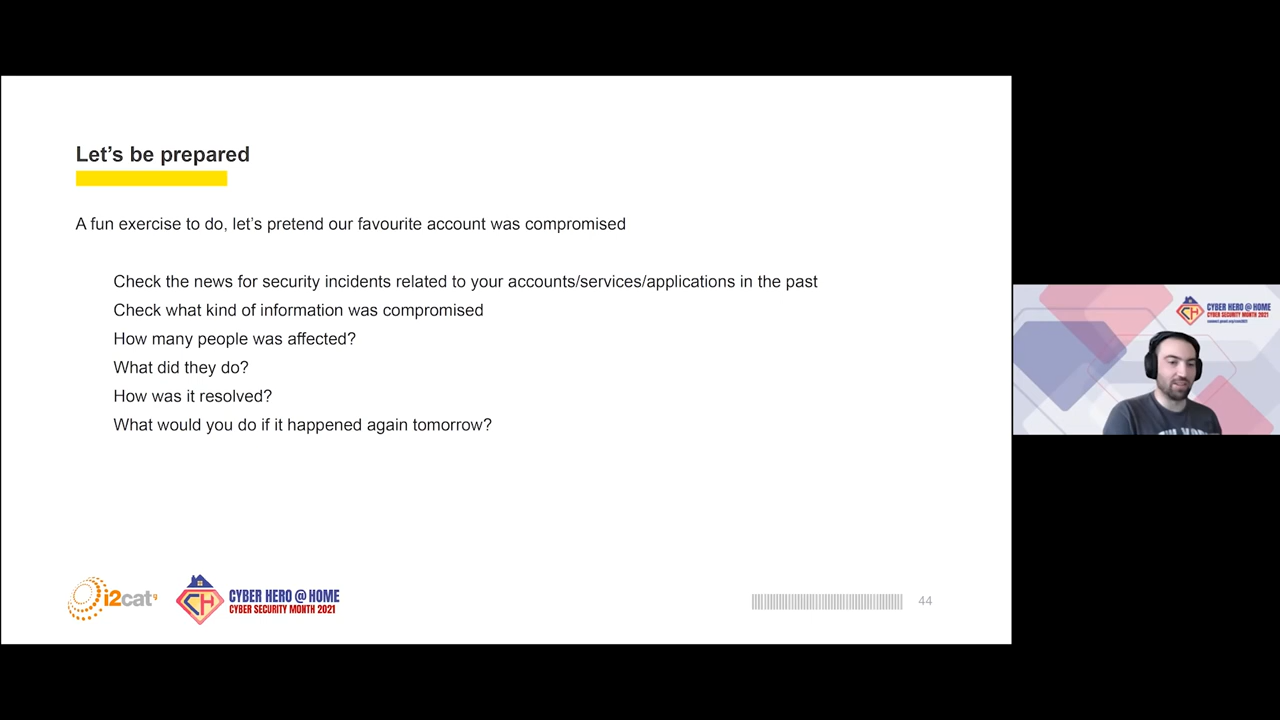 Let's be prepared
A fun exercise to do, let's pretend our favourite account was compromised
Check the news for security incidents related to your accounts/services/applications in the past
Check what kind of information was compromised
How many people was affected?
What did they do?
How was it resolved?
What would you do if it happened again tomorrow?
i2cat
CH
CYBER HERO @ HOME
CYBER SECURITY MONTH 2021
44
CH
CYBER HERO @ HOME
CYBER SECURITY MONTH 2021